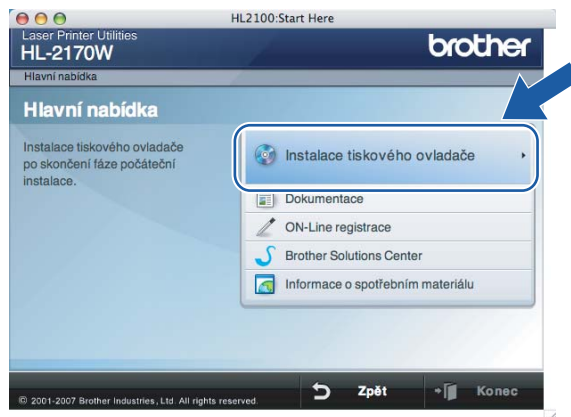 HL2100:Start Here
Laser Printer Utilities
HL-2170W
brother
Hlavní nabídka
Hlavní nabídka
Instalace tiskového ovladače
po skončení fáze počáteční
instalace.
Instalace tiskového ovladače
Dokumentace
ON-Line registrace
Brother Solutions Center
Informace o spotřebním materiálu
© 2001-2007 Brother Industries, Ltd. All rights reserved.
Zpět
Konec